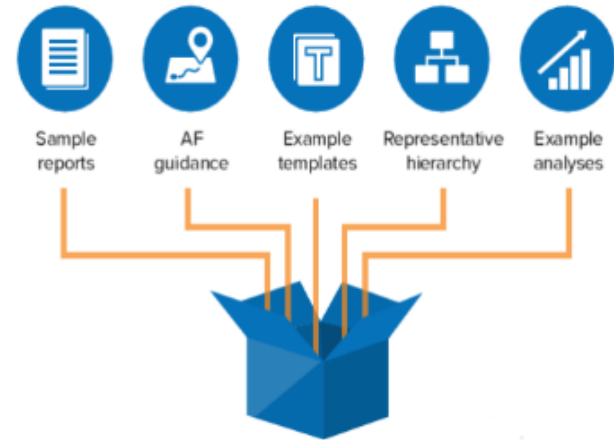 T
Sample
reports
AF
guidance
Example
templates
Representative
hierarchy
Example
analyses